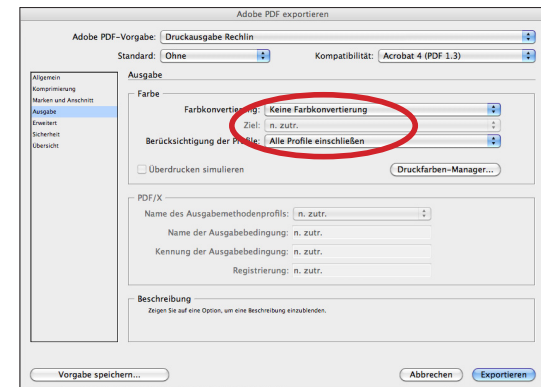 Adobe PDF exportieren
Adobe PDF-Vorgabe: Druckausgabe Rechlin
Standard: Ohne Kompatibilität: Acrobat 4 (PDF 1.3)
Allgemein
Komprimierung
Marken und Anschnitt
Ausgabe
Erweitert
Sicherheit
Übersicht
Ausgabe
Farbe
Farbkonvertierung: Keine Farbkonvertierung
Ziel: n. zutr.
Berücksichtigung der Profile: Alle Profile einschließen
Überdrucken simulieren Druckfarben-Manager...
PDF/X
Name des Ausgabemethodenprofils: n. zutr.
Name der Ausgabebedingung: n. zutr.
Kennung der Ausgabebedingung: n. zutr.
Registrierung: n. zutr.
Beschreibung
Zeigen Sie auf eine Option, um eine Beschreibung einzublenden.
Vorgabe speichern... Abbrechen Exportieren